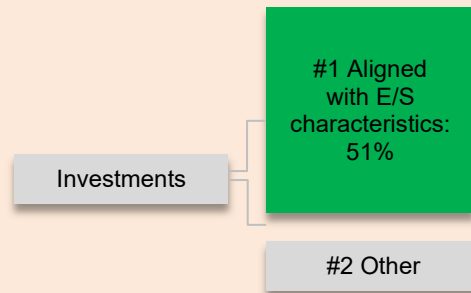 #1 Aligned
with E/S
characteristics:
51%
Investments
#2 Other